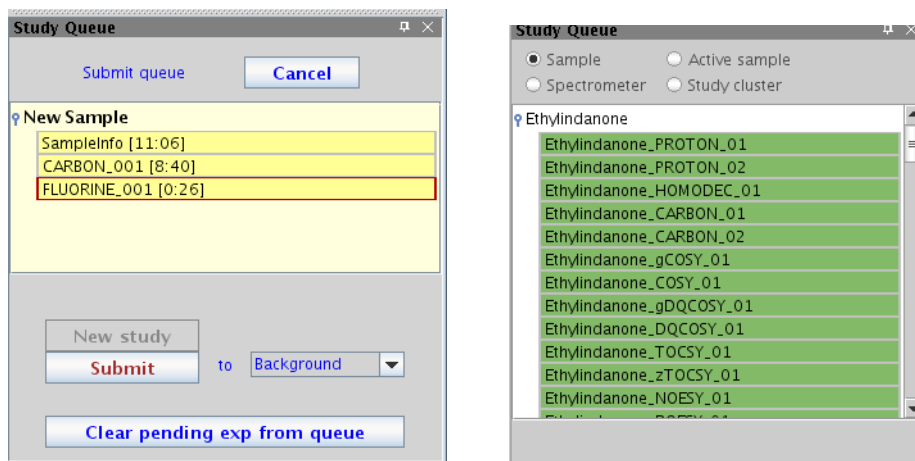 Study Queue
Submit queue Cancel
New Sample
SampleInfo [11:06]
CARBON_001 [8:40]
FLUORINE_001 [0:26]
New study
Submit to Background
Clear pending exp from queue
Study Queue
Sample Active sample
Spectrometer Study cluster
Ethylindanone
Ethylindanone_PROTON_01
Ethylindanone_PROTON_02
Ethylindanone_HOMODEC_01
Ethylindanone_CARBON_01
Ethylindanone_CARBON_02
Ethylindanone_gCOSY_01
Ethylindanone_COSY_01
Ethylindanone_gDQCOSY_01
Ethylindanone_DQCOSY_01
Ethylindanone_TOCSY_01
Ethylindanone_zTOCSY_01
Ethylindanone_NOESY_01